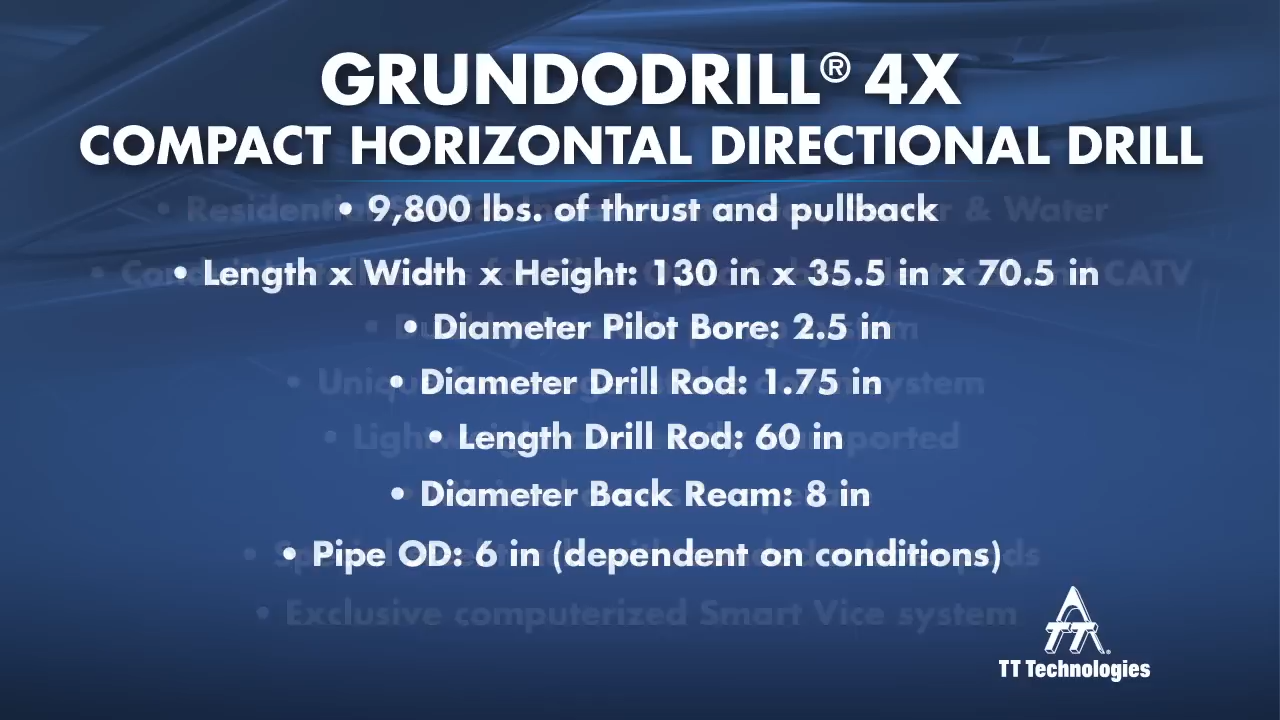 GRUNDODRILL® 4X
COMPACT HORIZONTAL DIRECTIONAL DRILL
• 9,800 lbs. of thrust and pullback
• Length x Width x Height: 130 in x 35.5 in x 70.5 in
• Diameter Pilot Bore: 2.5 in
• Diameter Drill Rod: 1.75 in
• Length Drill Rod: 60 in
• Diameter Back Ream: 8 in
• Pipe OD: 6 in (dependent on conditions)
• Exclusive computerized Smart Vice system
TT
TT Technologies